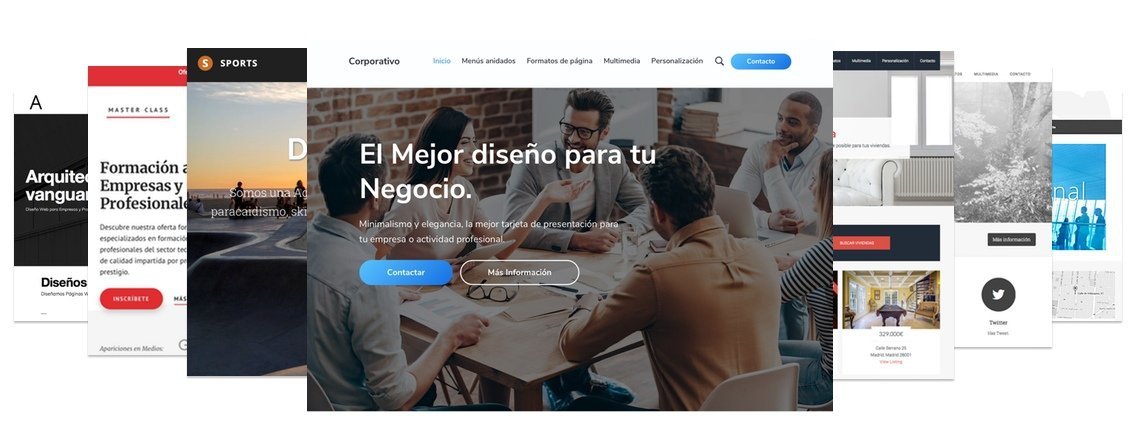 A
Arquitec
vanguar
Diseño Web para Empresas y Pro
Diseños
Diseñamos Páginas W
Ofe
MASTER CLASS
Formación a
Empresas y
Profesionale
Descubre nuestra oferta for
especializados en formación
profesionales del sector tec
de calidad impartida por pr
prestigio.
INSCRÍBETE
MÁS
Apariciones en Medios:
G
S SPORTS
D
Somos una Ag
paracaidismo, ski
Corporativo
Inicio Menús anidados Formatos de página Multimedia Personalización Contacto
El Mejor diseño para tu
Negocio.
Minimalismo y elegancia, la mejor tarjeta de presentación para
tu empresa o actividad profesional.
Contactar Más Información
Multimedia Personalización Contacto
a
posible para tus viviendas.
BUSCAR VIVIENDAS
329.000€
Calle Serrano 25
Madrid, Madrid 28001
View Listing
TOS MULTIMEDIA CONTACTO
Más información
Twitter
nal